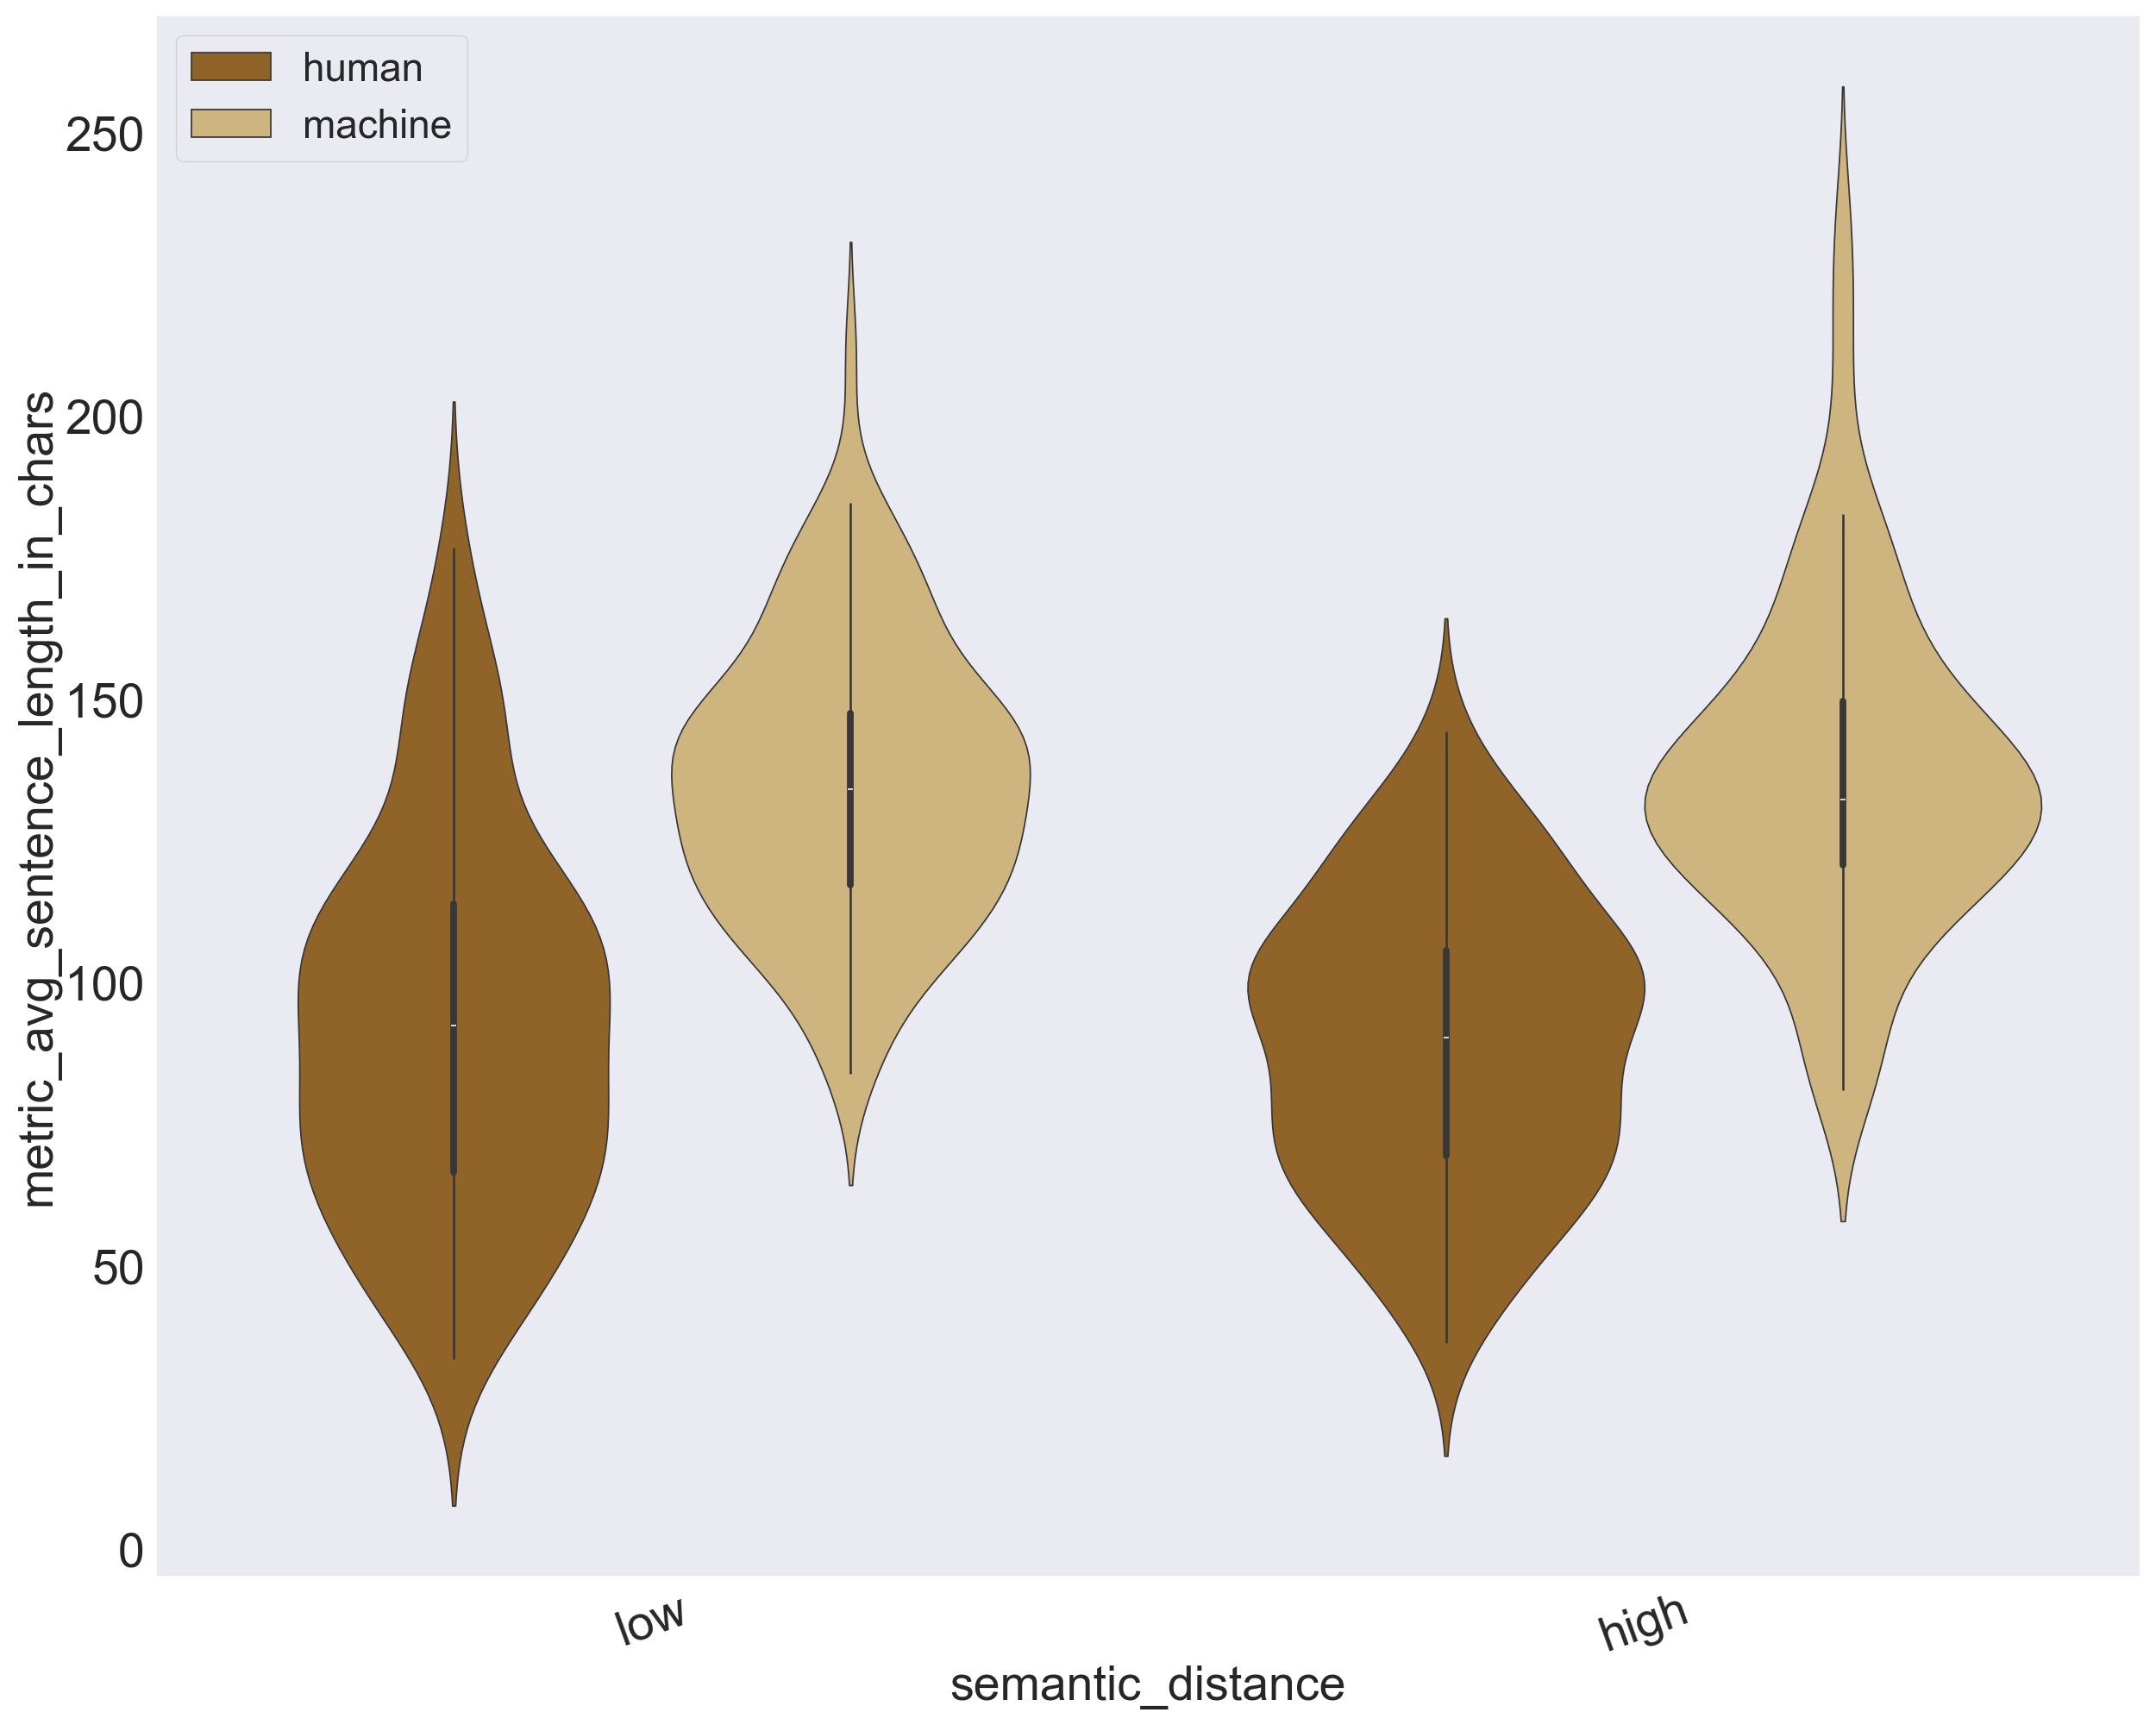 human
machine
metric_avg_sentence_length_in_chars
250
200
150
100
50
0
low
high
semantic_distance